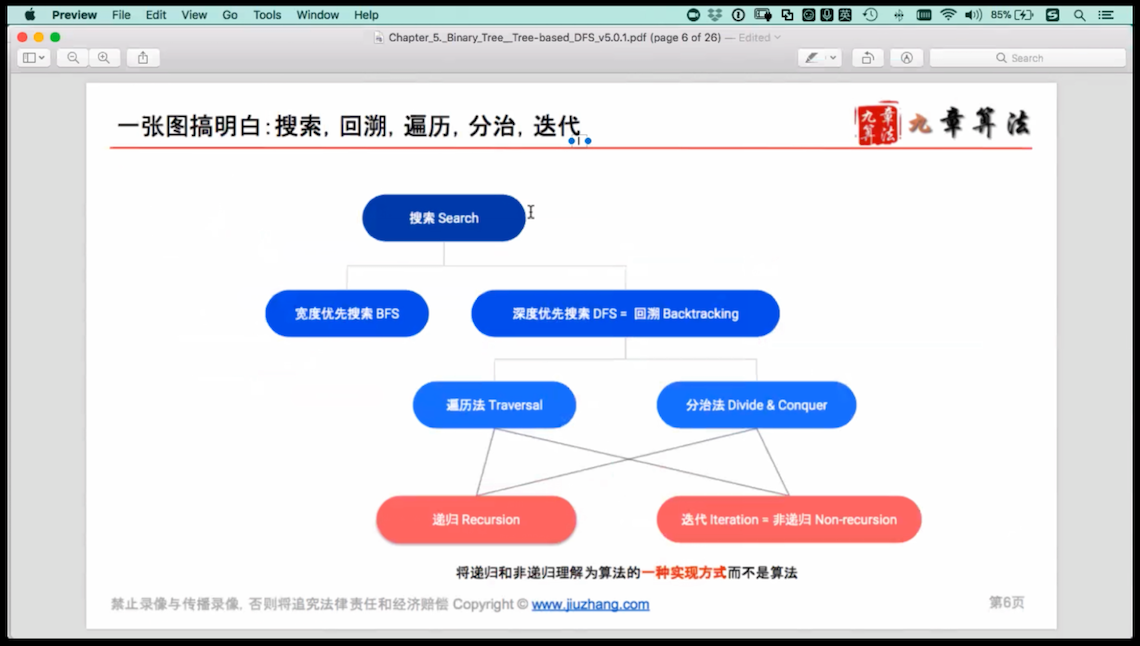 Preview File Edit View Go Tools Window Help 英 85%
Chapter_5._Binary_Tree__Tree-based_DFS_v5.0.1.pdf (page 6 of 26) — Edited
Search
一张图搞明白:搜索, 回溯, 遍历, 分治, 迭代
九章算法 九章算法
搜索 Search
宽度优先搜索 BFS
深度优先搜索 DFS = 回溯 Backtracking
遍历法 Traversal
分治法 Divide & Conquer
递归 Recursion
迭代 Iteration = 非递归 Non-recursion
将递归和非递归理解为算法的一种实现方式而不是算法
禁止录像与传播录像, 否则将追究法律责任和经济赔偿 Copyright © www.jiuzhang.com
第6页